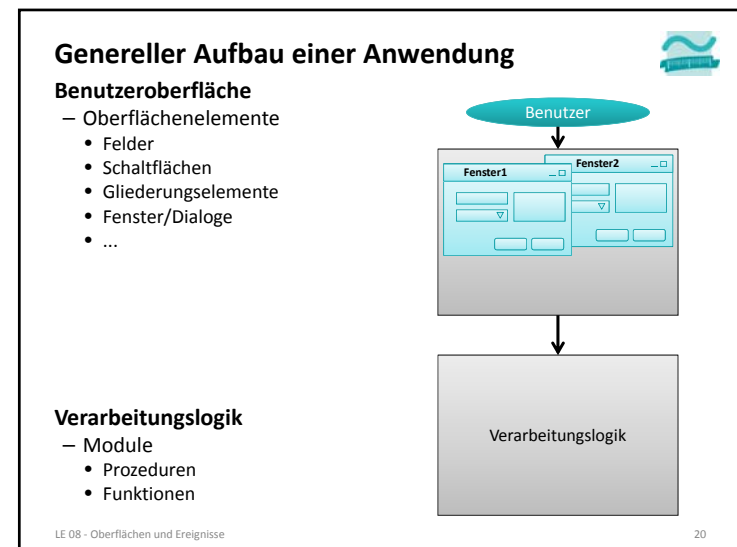 Genereller Aufbau einer Anwendung
Benutzeroberfläche
– Oberflächenelemente
• Felder
• Schaltflächen
• Gliederungselemente
• Fenster/Dialoge
• ...
Verarbeitungslogik
– Module
• Prozeduren
• Funktionen
Benutzer
Fenster1
Fenster2
Verarbeitungslogik
LE 08 - Oberflächen und Ereignisse
20